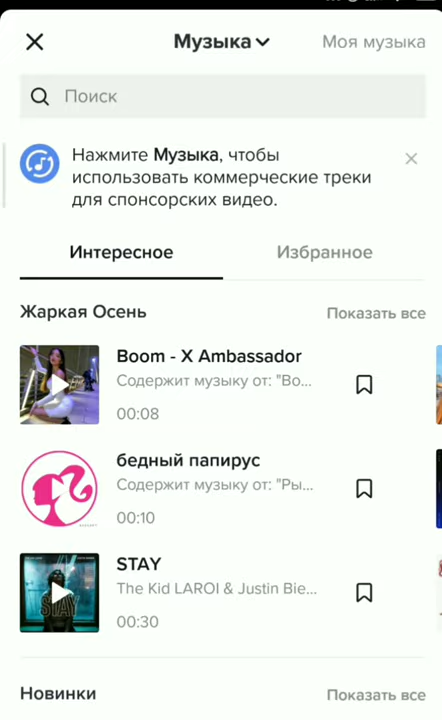 Музыка
Моя музыка
Поиск
Нажмите Музыка, чтобы
использовать коммерческие треки
для спонсорских видео.
Интересное
Избранное
Жаркая Осень
Показать все
Boom - X Ambassador
Содержит музыку от: "Bo...
00:08
бедный папирус
Содержит музыку от: "Ры...
00:10
STAY
The Kid LAROI & Justin Bie...
00:30
STAY
Новинки
Показать все